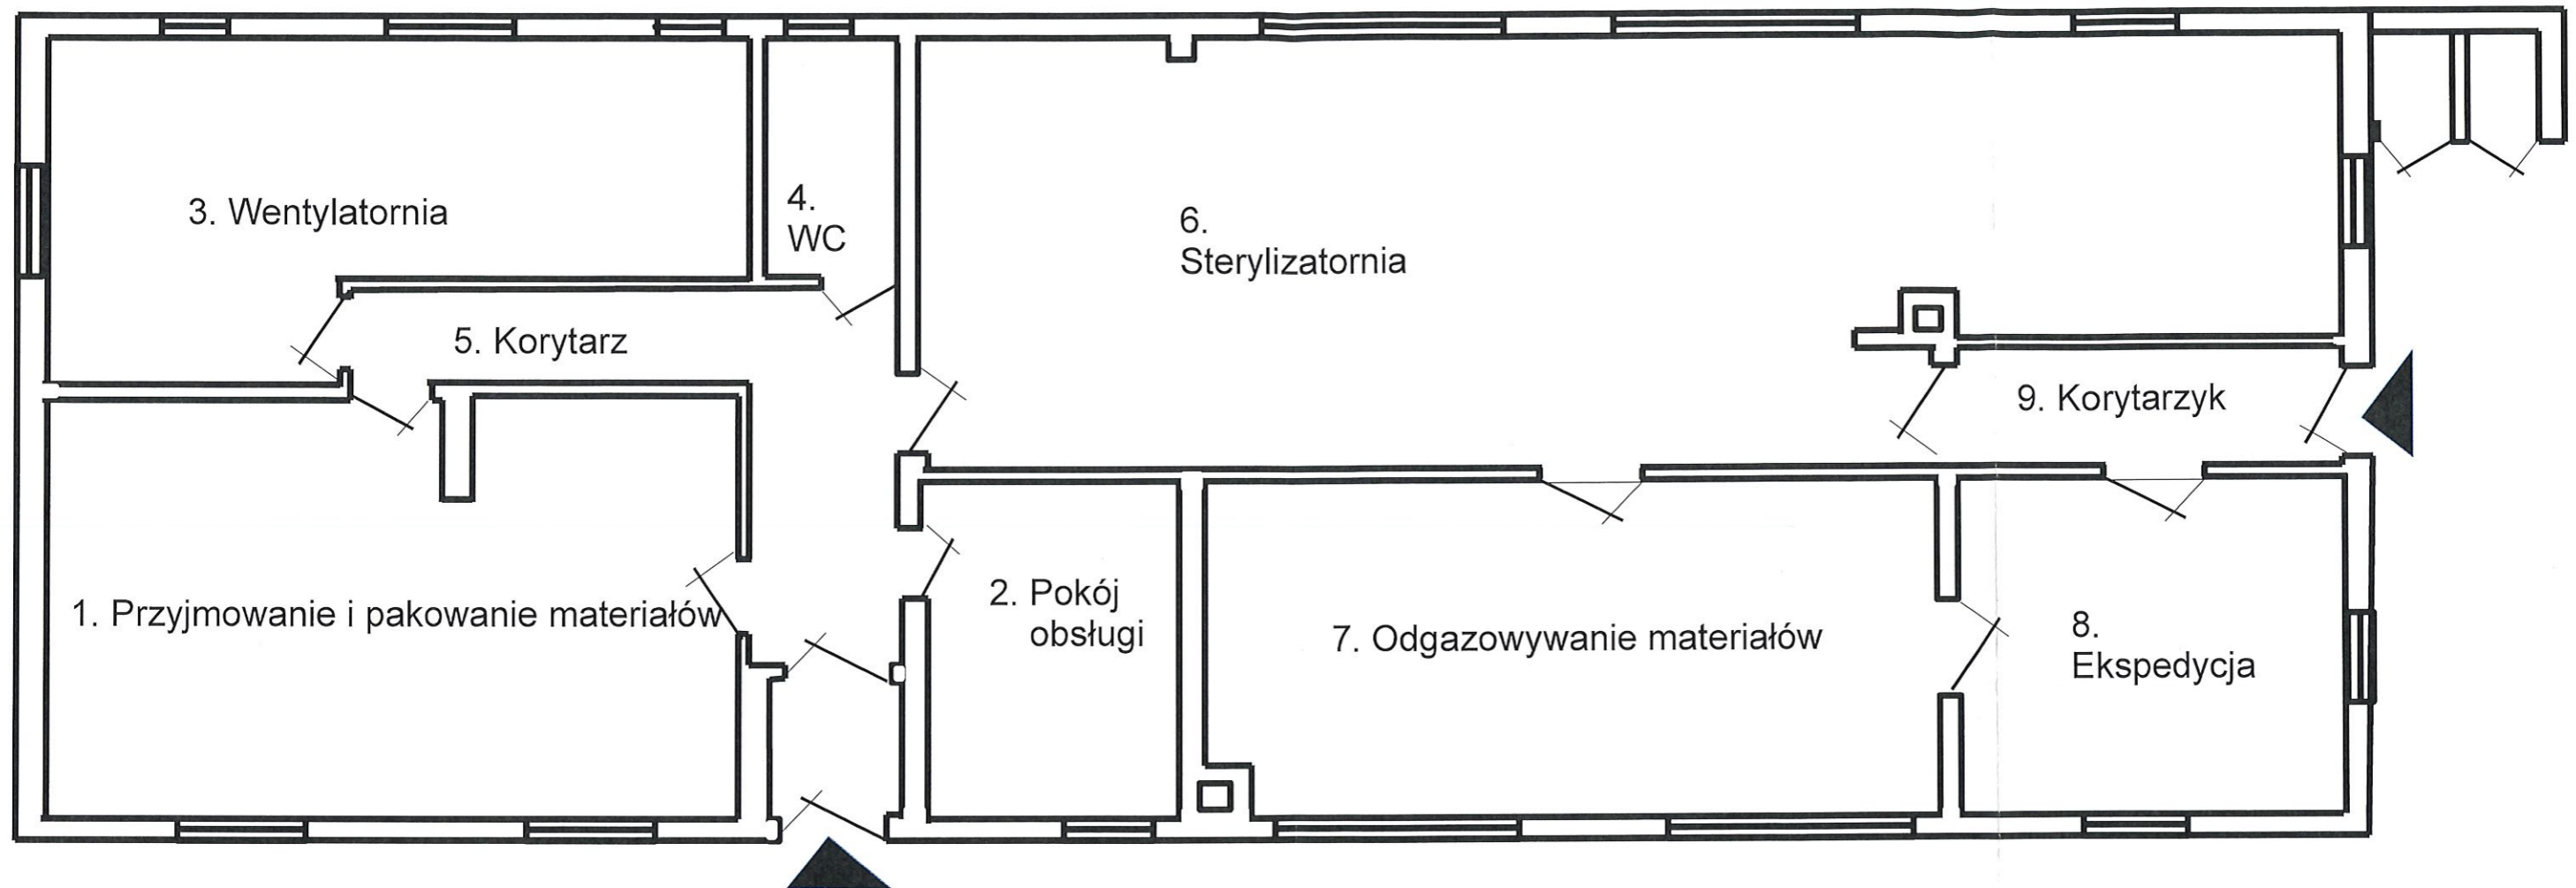 3. Wentylatornia
4.
WC
6.
Sterylizatornia
5. Korytarz
9. Korytarzyk
1. Przyjmowanie i pakowanie materiałów
2. Pokój
obsługi
7. Odgazowywanie materiałów
8.
Ekspedycja